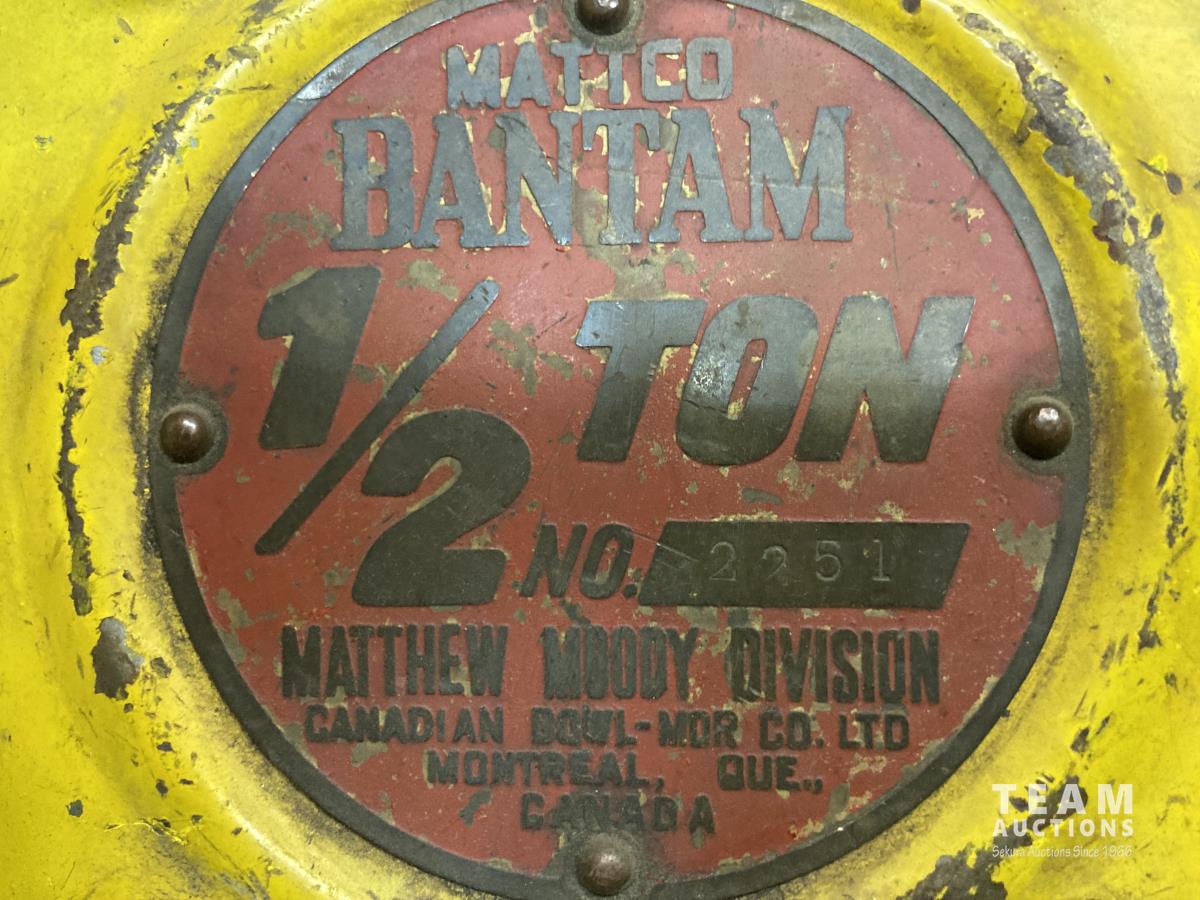 MATTCO
BANTAM
1/2 TON
NO. 2251
MATTHEW MOODY DIVISION
CANADIAN BOWL-MOR CO. LTD
MONTREAL, QUE.,
CANADA
TEAM
AUCTIONS
Sekura Auctions Since 1966